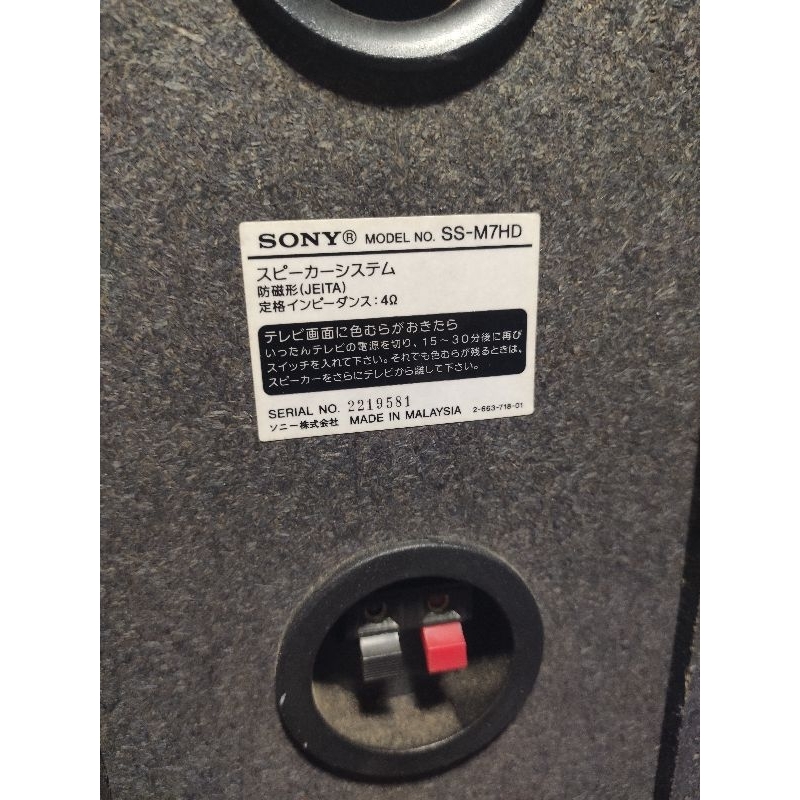 SONY® MODEL NO. SS-M7HD
スピーカーシステム
防磁形(JEITA)
定格インピーダンス:4Ω
テレビ画面に色むらがおきたら
いったんテレビの電源を切り、15～30分後に再び
スイッチを入れて下さい。それでも色むらが残るときは、
スピーカーをさらにテレビから離して下さい。
SERIAL NO. 2219581
ソニー株式会社 MADE IN MALAYSIA 2-663-718-01